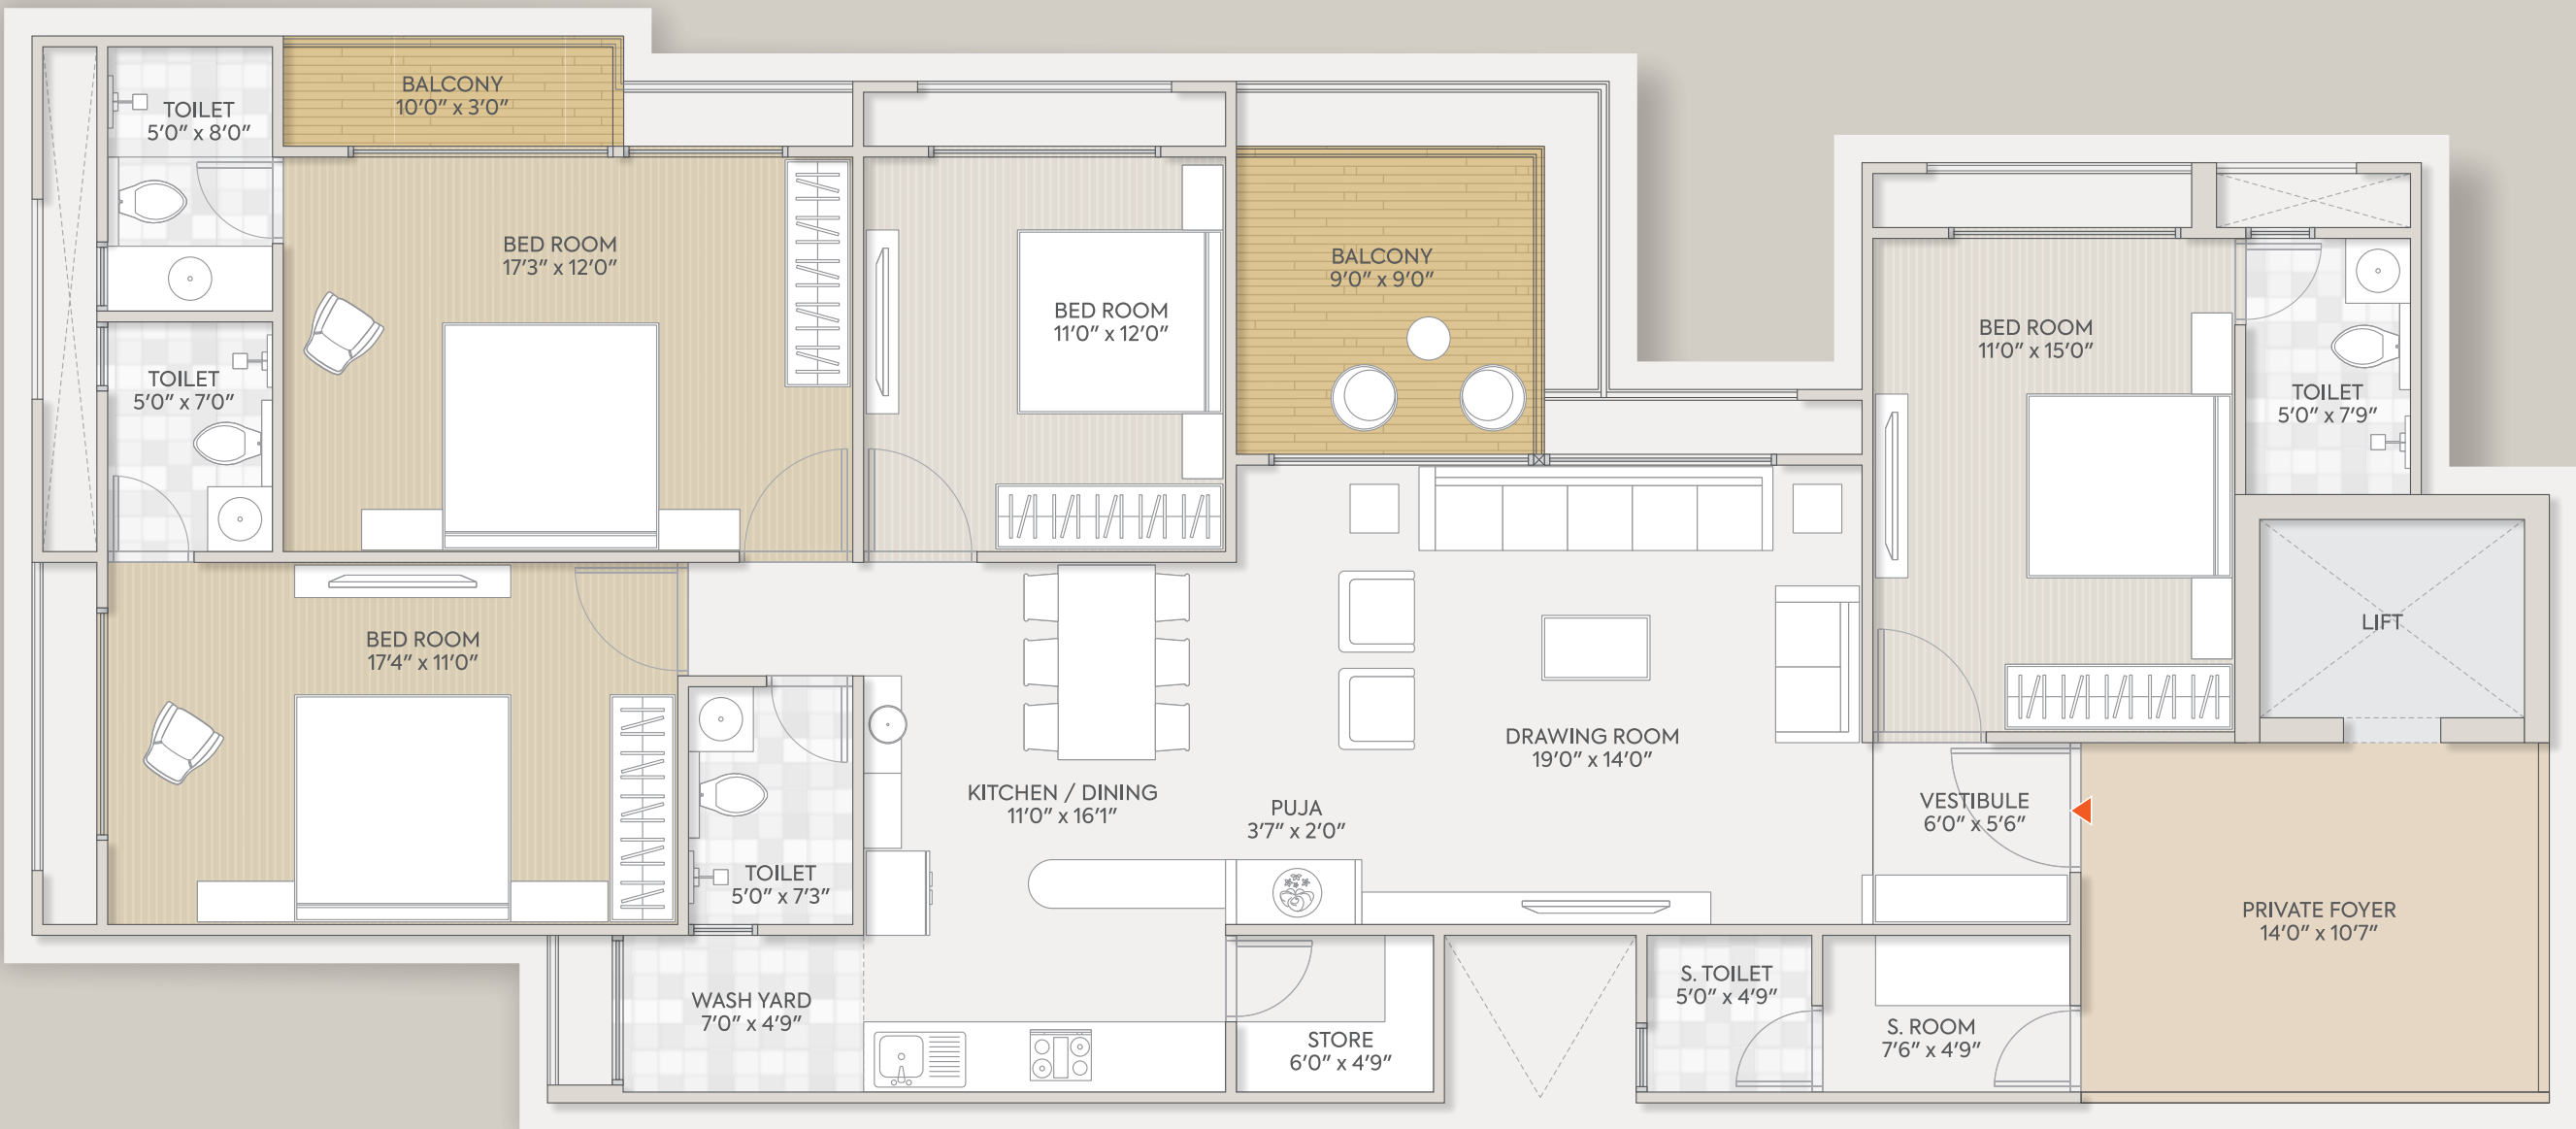 BALCONY
10'0" x 3'0"
TOILET
5'0" x 8'0"
BED ROOM
17'3" x 12'0"
BED ROOM
11'0" x 12'0"
BALCONY
9'0" x 9'0"
BED ROOM
11'0" x 15'0"
TOILET
5'0" x 7'9"
TOILET
5'0" x 7'0"
LIFT
BED ROOM
17'4" x 11'0"
DRAWING ROOM
19'0" x 14'0"
KITCHEN / DINING
11'0" x 16'1"
PUJA
3'7" x 2'0"
VESTIBULE
6'0" x 5'6"
TOILET
5'0" x 7'3"
PRIVATE FOYER
14'0" x 10'7"
WASH YARD
7'0" x 4'9"
STORE
6'0" x 4'9"
S. TOILET
5'0" x 4'9"
S. ROOM
7'6" x 4'9"